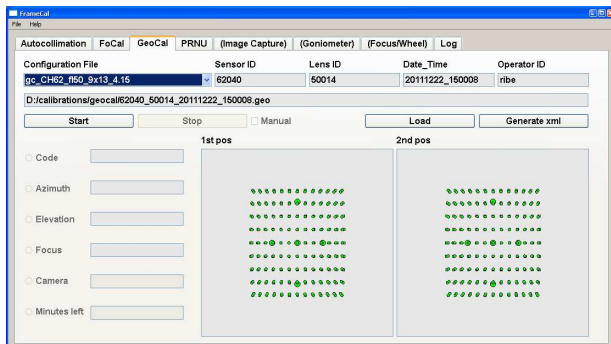 FrameCal
File Help
Autocollimation FoCal GeoCal PRNU (Image Capture) (Goniometer) (Focus/Wheel) Log
Configuration File Sensor ID Lens ID Date_Time Operator ID
gc_CH62_fl50_9x13_4.15 62040 50014 20111222_150008 ribe
D:/calibrations/geocal/62040_50014_20111222_150008.geo
Start Stop Manual Load Generate xml
1st pos 2nd pos
Code
Azimuth
Elevation
Focus
Camera
Minutes left